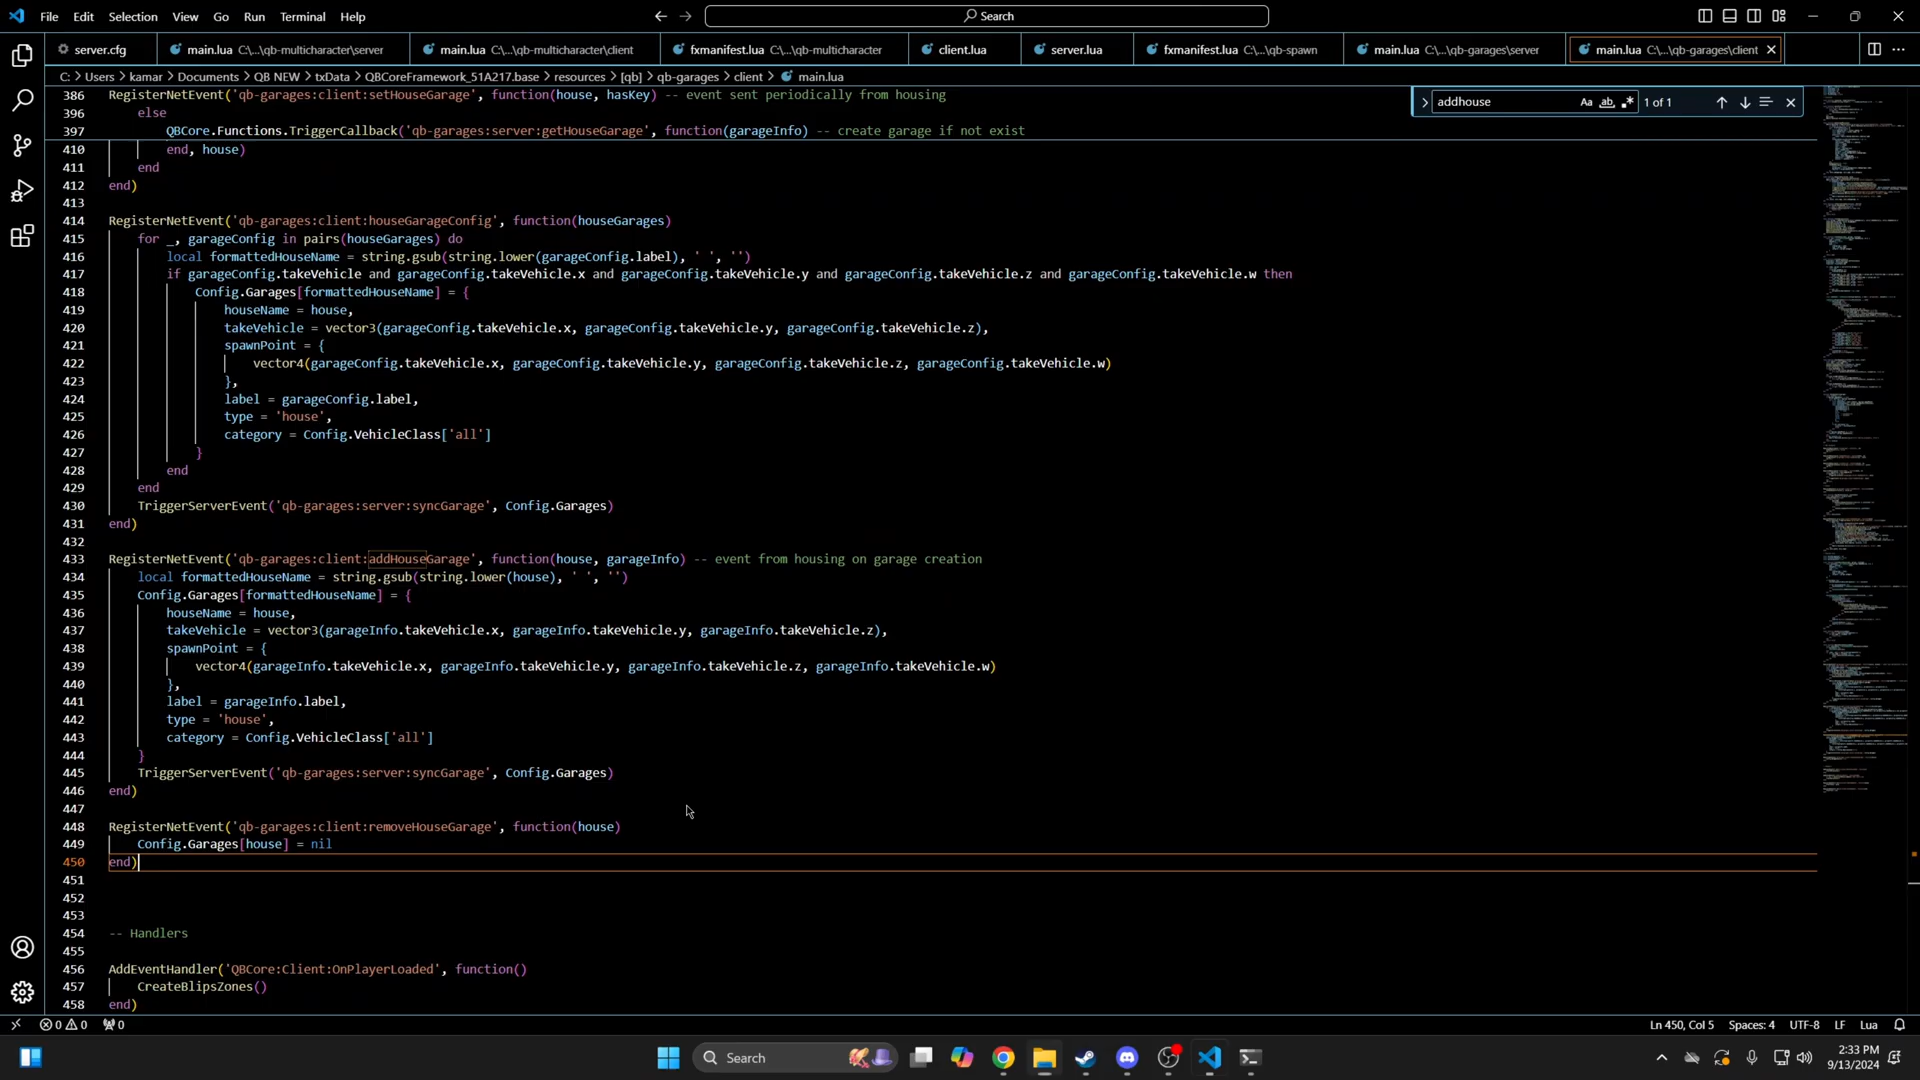 File Edit Selection View Go Run Terminal Help
Search
server.cfg
main.lua C:\...\qb-multicharacter\server
main.lua C:\...\qb-multicharacter\client
fxmanifest.lua C:\...\qb-multicharacter
client.lua
server.lua
fxmanifest.lua C:\...\qb-spawn
main.lua C:\...\qb-garages\server
main.lua C:\...\qb-garages\client
C: > Users > kamar > Documents > QB NEW > txData > QBCoreFramework_51A217.base > resources > [qb] > qb-garages > client > main.lua
addhouse Aa ab 1 of 1
386 RegisterNetEvent('qb-garages:client:setHouseGarage', function(house, hasKey) -- event sent periodically from housing
396 else
397 QBCore.Functions.TriggerCallback('qb-garages:server:getHouseGarage', function(garageInfo) -- create garage if not exist
410 end, house)
411 end
412 end)
413
414 RegisterNetEvent('qb-garages:client:houseGarageConfig', function(houseGarages)
415 for _, garageConfig in pairs(houseGarages) do
416 local formattedHouseName = string.gsub(string.lower(garageConfig.label), ' ', '')
417 if garageConfig.takeVehicle and garageConfig.takeVehicle.x and garageConfig.takeVehicle.y and garageConfig.takeVehicle.z and garageConfig.takeVehicle.w then
418 Config.Garages[formattedHouseName] = {
419 houseName = house,
420 takeVehicle = vector3(garageConfig.takeVehicle.x, garageConfig.takeVehicle.y, garageConfig.takeVehicle.z),
421 spawnPoint = {
422 vector4(garageConfig.takeVehicle.x, garageConfig.takeVehicle.y, garageConfig.takeVehicle.z, garageConfig.takeVehicle.w)
423 },
424 label = garageConfig.label,
425 type = 'house',
426 category = Config.VehicleClass['all']
427 }
428 end
429 end
430 TriggerServerEvent('qb-garages:server:syncGarage', Config.Garages)
431 end)
432
433 RegisterNetEvent('qb-garages:client:addHouseGarage', function(house, garageInfo) -- event from housing on garage creation
434 local formattedHouseName = string.gsub(string.lower(house), ' ', '')
435 Config.Garages[formattedHouseName] = {
436 houseName = house,
437 takeVehicle = vector3(garageInfo.takeVehicle.x, garageInfo.takeVehicle.y, garageInfo.takeVehicle.z),
438 spawnPoint = {
439 vector4(garageInfo.takeVehicle.x, garageInfo.takeVehicle.y, garageInfo.takeVehicle.z, garageInfo.takeVehicle.w)
440 },
441 label = garageInfo.label,
442 type = 'house',
443 category = Config.VehicleClass['all']
444 }
445 TriggerServerEvent('qb-garages:server:syncGarage', Config.Garages)
446 end)
447
448 RegisterNetEvent('qb-garages:client:removeHouseGarage', function(house)
449 Config.Garages[house] = nil
450 end)
451
452
453
454 -- Handlers
455
456 AddEventHandler('QBCore:Client:OnPlayerLoaded', function()
457 CreateBlipsZones()
458 end)
0 0 0
Ln 450, Col 5 Spaces: 4 UTF-8 LF Lua
Search
2:33 PM
9/13/2024